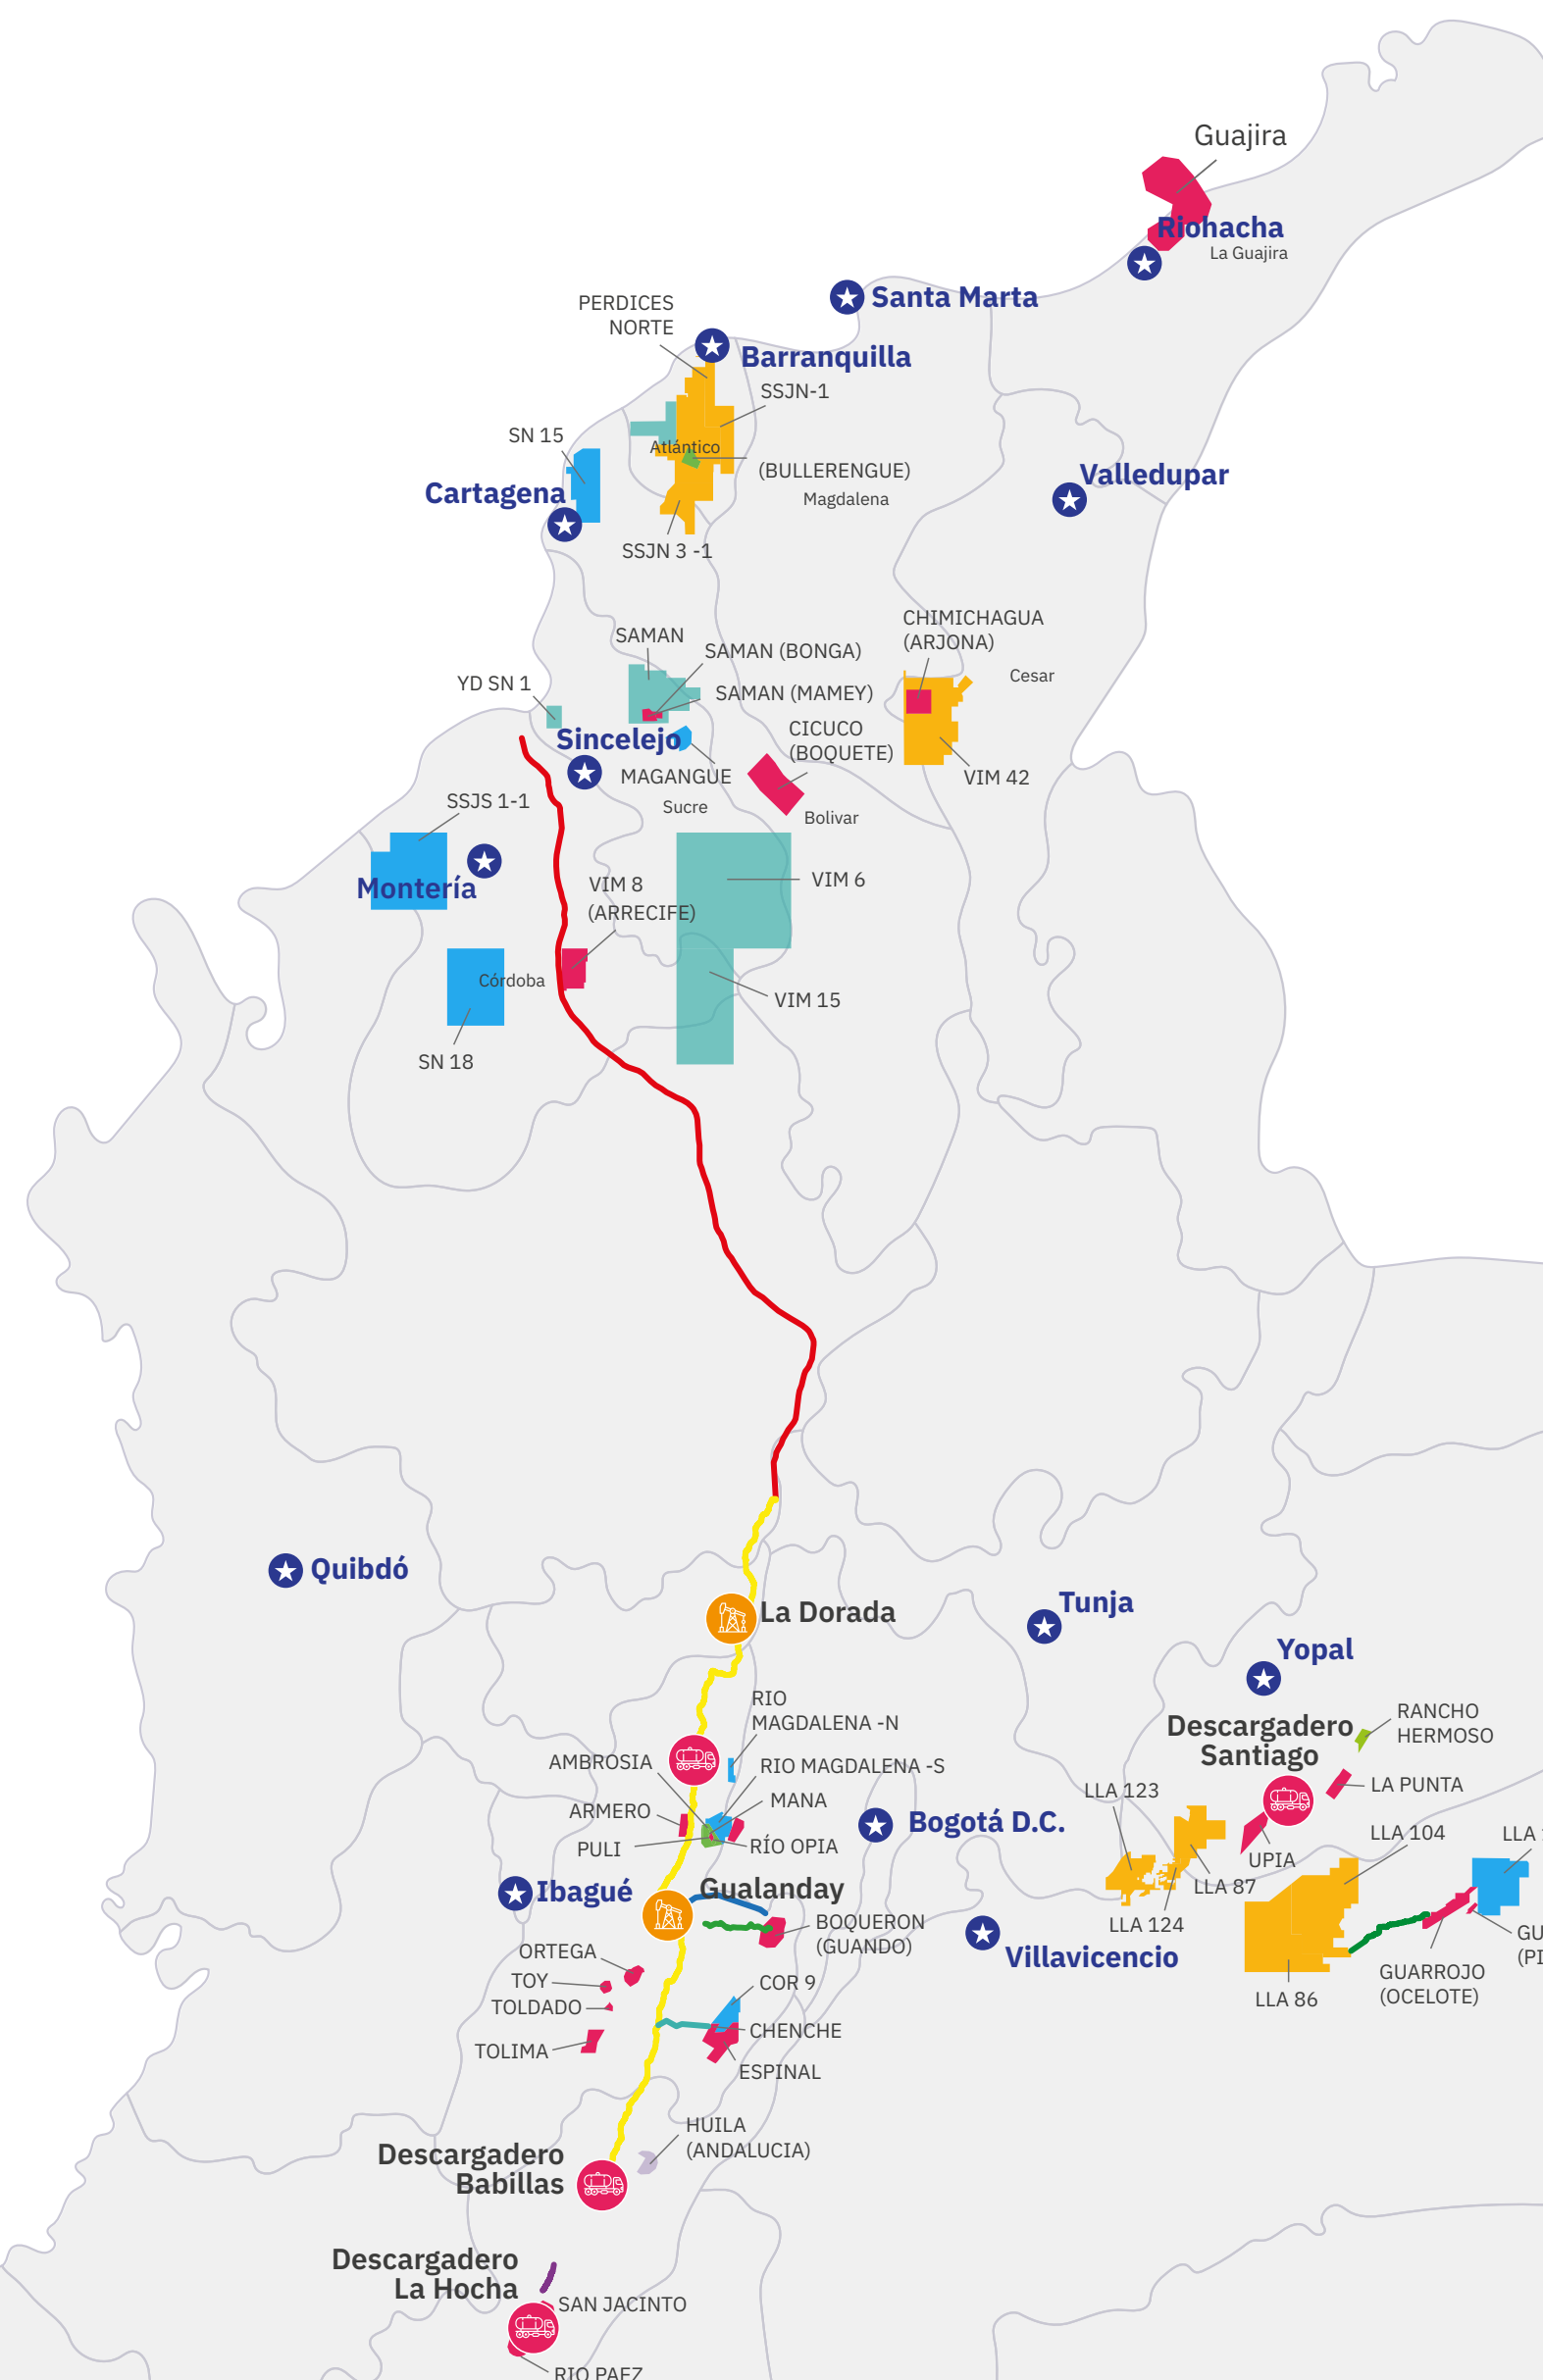 Guajira
Riohacha
La Guajira
Santa Marta
PERDICES
NORTE
Barranquilla
SSJN-1
SN 15
Atlántico
(BULLERENGUE)
Magdalena
Cartagena
Valledupar
SSJN 3 -1
CHIMICHAGUA
(ARJONA)
SAMAN
SAMAN (BONGA)
Cesar
YD SN 1
SAMAN (MAMEY)
CICUCO
(BOQUETE)
Sincelejo
MAGANGUE
VIM 42
SSJS 1-1
Sucre
Bolivar
Montería
VIM 8
(ARRECIFE)
VIM 6
Córdoba
VIM 15
SN 18
Quibdó
La Dorada
Tunja
Yopal
RIO
MAGDALENA -N
RANCHO
HERMOSO
Descargadero
Santiago
AMBROSIA
RIO MAGDALENA -S
LA PUNTA
LLA 123
MANA
ARMERO
Bogotá D.C.
LLA 104
LLA
PULI
RÍO OPIA
UPIA
Ibagué
Gualanday
LLA 87
BOQUERON
(GUANDO)
LLA 124
Villavicencio
GU
(PI
ORTEGA
TOY
COR 9
GUARROJO
(OCELOTE)
LLA 86
TOLDADO
CHENCHE
TOLIMA
ESPINAL
HUILA
(ANDALUCIA)
Descargadero
Babillas
Descargadero
La Hocha
SAN JACINTO
RIO PAEZ